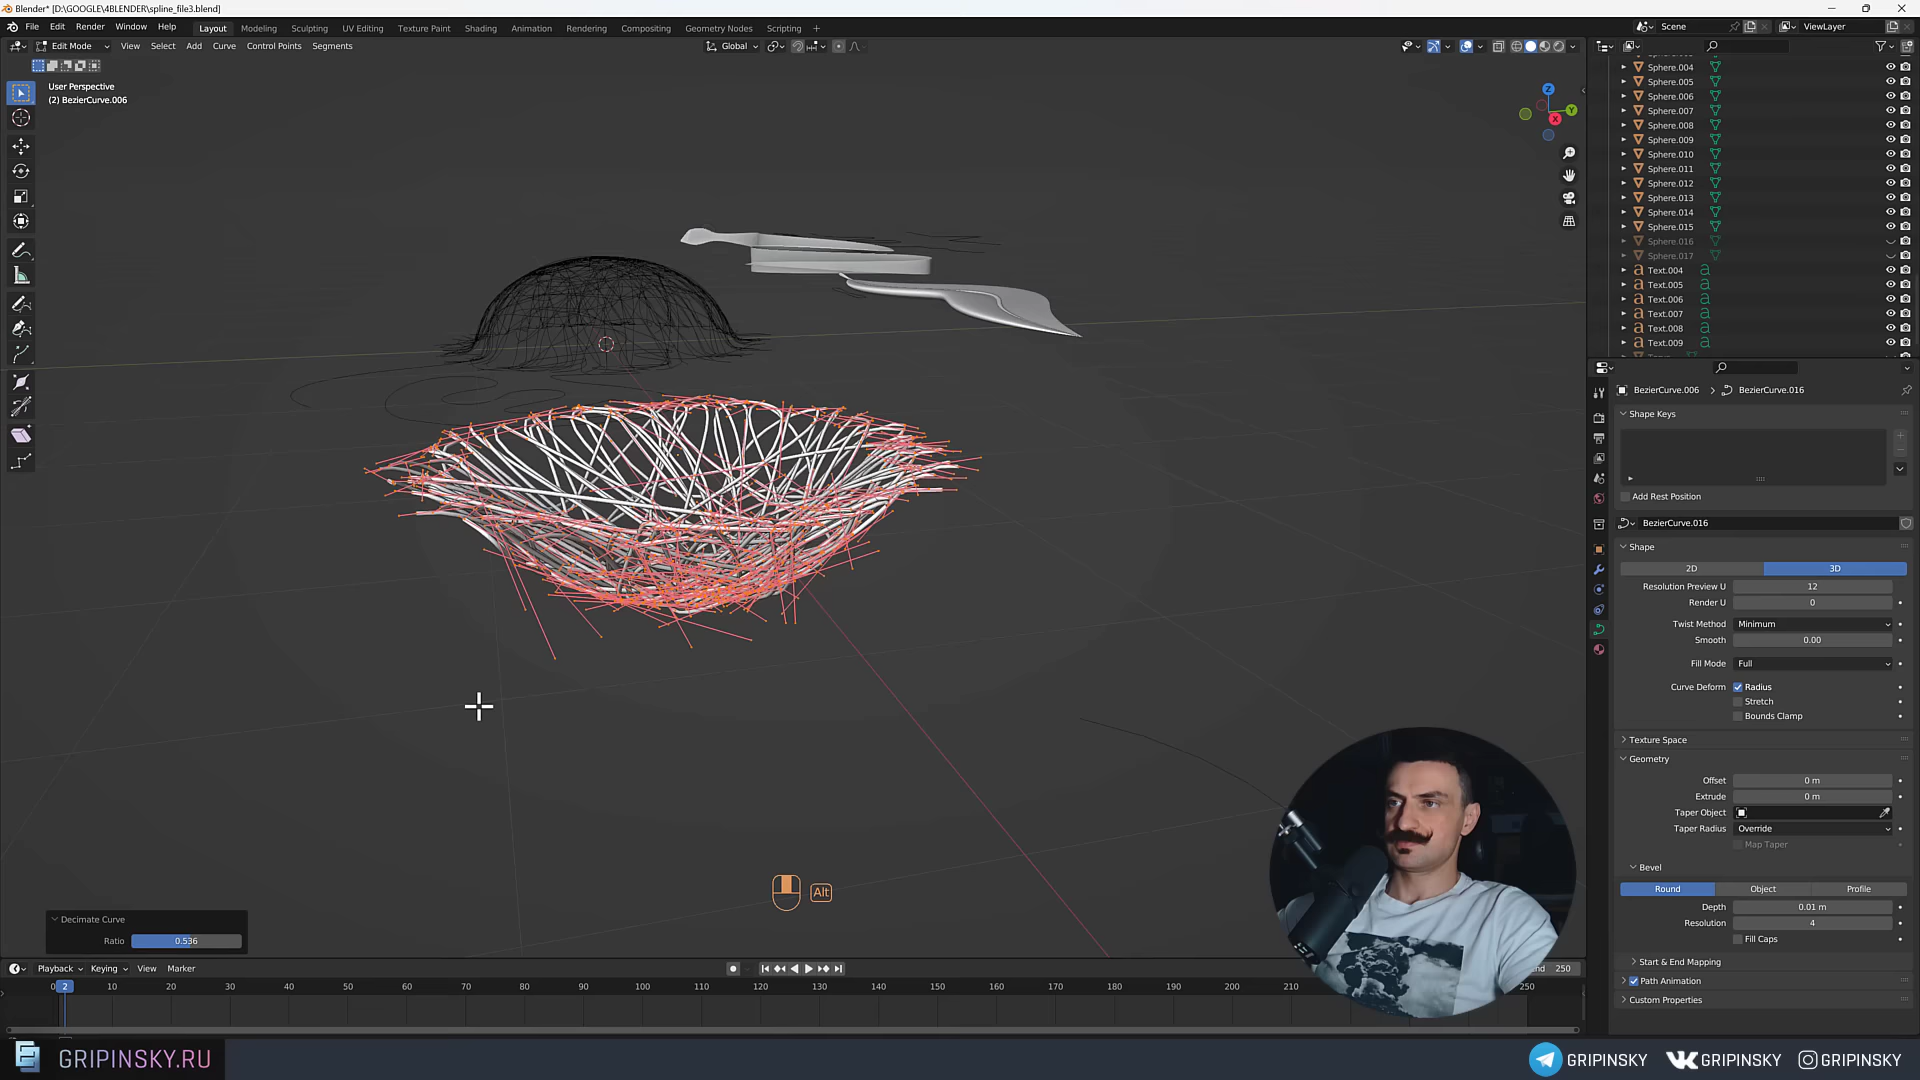 Blender* [D:\GOOGLE\4BLENDER\spline_file3.blend]
File Edit Render Window Help Layout Modeling Sculpting UV Editing Texture Paint Shading Animation Rendering Compositing Geometry Nodes Scripting + Scene ViewLayer
Edit Mode View Select Add Curve Control Points Segments Global
User Perspective
(2) BezierCurve.006
Z
Y
X
Sphere.004
Sphere.005
Sphere.006
Sphere.007
Sphere.008
Sphere.009
Sphere.010
Sphere.011
Sphere.012
Sphere.013
Sphere.014
Sphere.015
Sphere.016
Sphere.017
Text.004
Text.005
Text.006
Text.007
Text.008
Text.009
BezierCurve.006 > BezierCurve.016
Shape Keys
Add Rest Position
BezierCurve.016
Shape
2D 3D
Resolution Preview U 12
Render U 0
Twist Method Minimum
Smooth 0.00
Fill Mode Full
Curve Deform Radius
Stretch
Bounds Clamp
Texture Space
Geometry
Offset 0 m
Extrude 0 m
Taper Object
Taper Radius Override
Map Taper
Bevel
Round Object Profile
Depth 0.01 m
Resolution 4
Fill Caps
Start & End Mapping
Path Animation
Custom Properties
Alt
Decimate Curve
Ratio 0.536
Playback Keying View Marker
End 250
0 2 10 20 30 40 50 60 70 80 90 100 110 120 130 140 150 160 170 180 190 200 210 250
GRIPINSKY.RU
GRIPINSKY GRIPINSKY GRIPINSKY